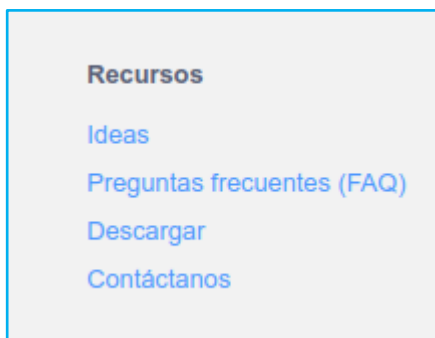 Recursos
Ideas
Preguntas frecuentes (FAQ)
Descargar
Contáctanos